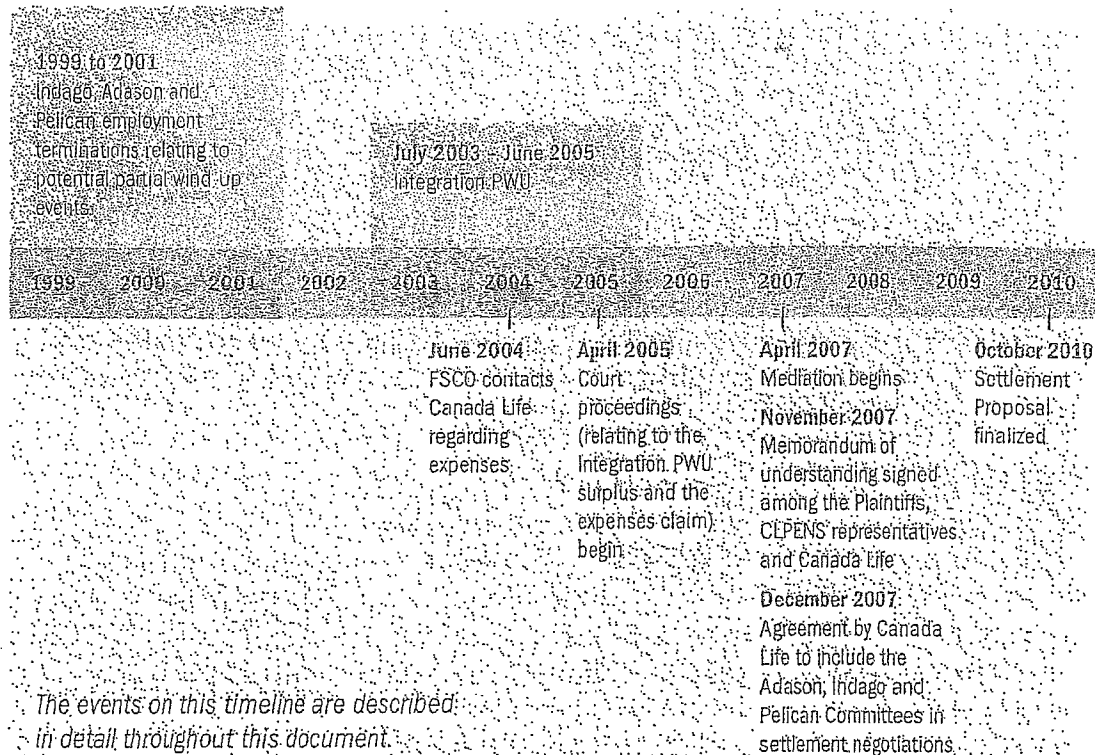 1999 to 2001
Indago, Adason and
Pelican employment
terminations relating to
potential partial wind up
events
July 2003 – June 2005
Integration PWU
1999 2000 2001 2002 2003 2004 2005 2006 2007 2008 2009 2010
June 2004
FSCO contacts
Canada Life
regarding
expenses
April 2005
Court
proceedings
(relating to the
Integration PWU
surplus and the
expenses claim)
begin
April 2007
Mediation begins
November 2007
Memorandum of
understanding signed
among the Plaintiffs,
CLPENS representatives
and Canada Life
December 2007
Agreement by Canada
Life to include the
Adason, Indago and
Pelican Committees in
settlement negotiations
October 2010
Settlement
Proposal
finalized
The events on this timeline are described
in detail throughout this document.